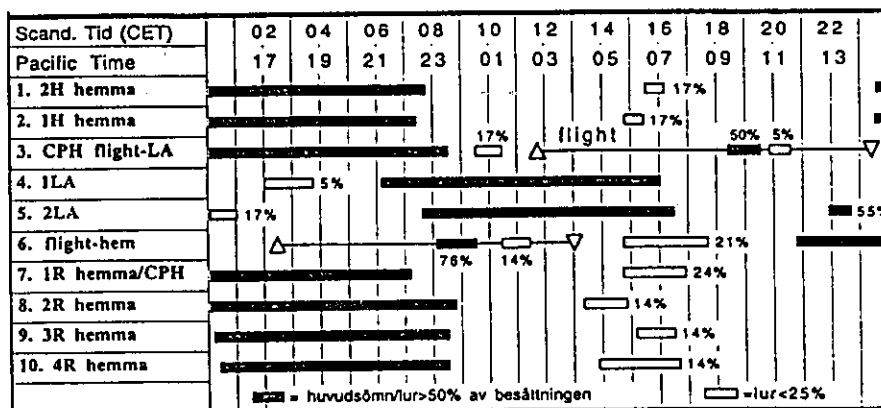 Scand. Tid (CET) 02 04 06 08 10 12 14 16 18 20 22
Pacific Time 17 19 21 23 01 03 05 07 09 11 13
1. 2H hemma 17%
2. 1H hemma 17%
3. CPH flight-LA 17% flight 50% 5%
4. 1LA 5%
5. 2LA 17% 55%
6. flight-hem 76% 14% 21%
7. 1R hemma/CPH 24%
8. 2R hemma 14%
9. 3R hemma 14%
10. 4R hemma 14%
= huvudsömn/lur>50% av besättningen =lur<25%